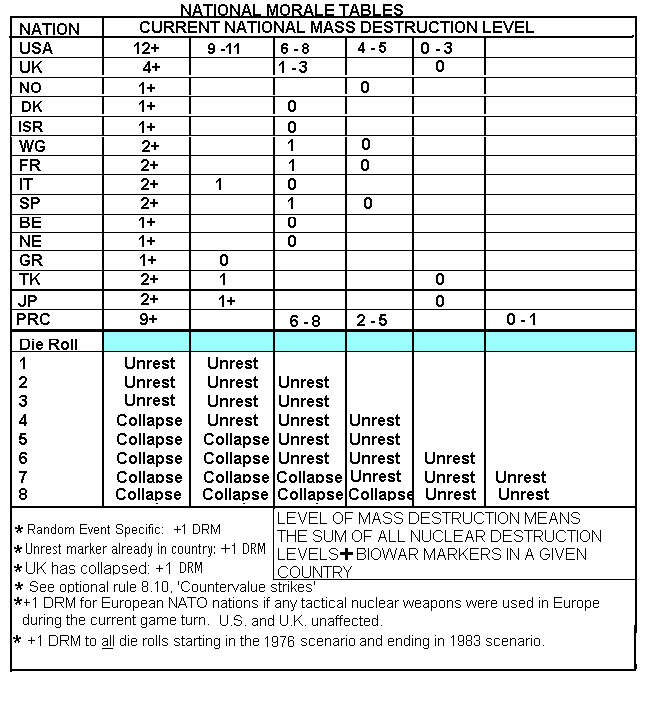 NATIONAL MORALE TABLES
NATION CURRENT NATIONAL MASS DESTRUCTION LEVEL
USA 12+ 9 -11 6 - 8 4 - 5 0 - 3
UK 4+ 1 - 3 0
NO 1+ 0
DK 1+ 0
ISR 1+ 0
WG 2+ 1 0
FR 2+ 1 0
IT 2+ 1 0
SP 2+ 1 0
BE 1+ 0
NE 1+ 0
GR 1+ 0
TK 2+ 1 0
JP 2+ 1+ 0
PRC 9+ 6 - 8 2 - 5 0 - 1
Die Roll
1 Unrest Unrest
2 Unrest Unrest Unrest
3 Unrest Unrest Unrest
4 Collapse Unrest Unrest Unrest
5 Collapse Collapse Unrest Unrest
6 Collapse Collapse Unrest Unrest Unrest
7 Collapse Collapse Collapse Unrest Unrest Unrest
8 Collapse Collapse Collapse Collapse Unrest Unrest
* Random Event Specific: +1 DRM
* Unrest marker already in country: +1 DRM
* UK has collapsed: +1 DRM
LEVEL OF MASS DESTRUCTION MEANS
THE SUM OF ALL NUCLEAR DESTRUCTION
LEVELS+BIOWAR MARKERS IN A GIVEN
COUNTRY
* See optional rule 8.10, 'Countervalue strikes'
*+1 DRM for European NATO nations if any tactical nuclear weapons were used in Europe
during the current game turn. U.S. and U.K. unaffected.
* +1 DRM to all die rolls starting in the 1976 scenario and ending in 1983 scenario.